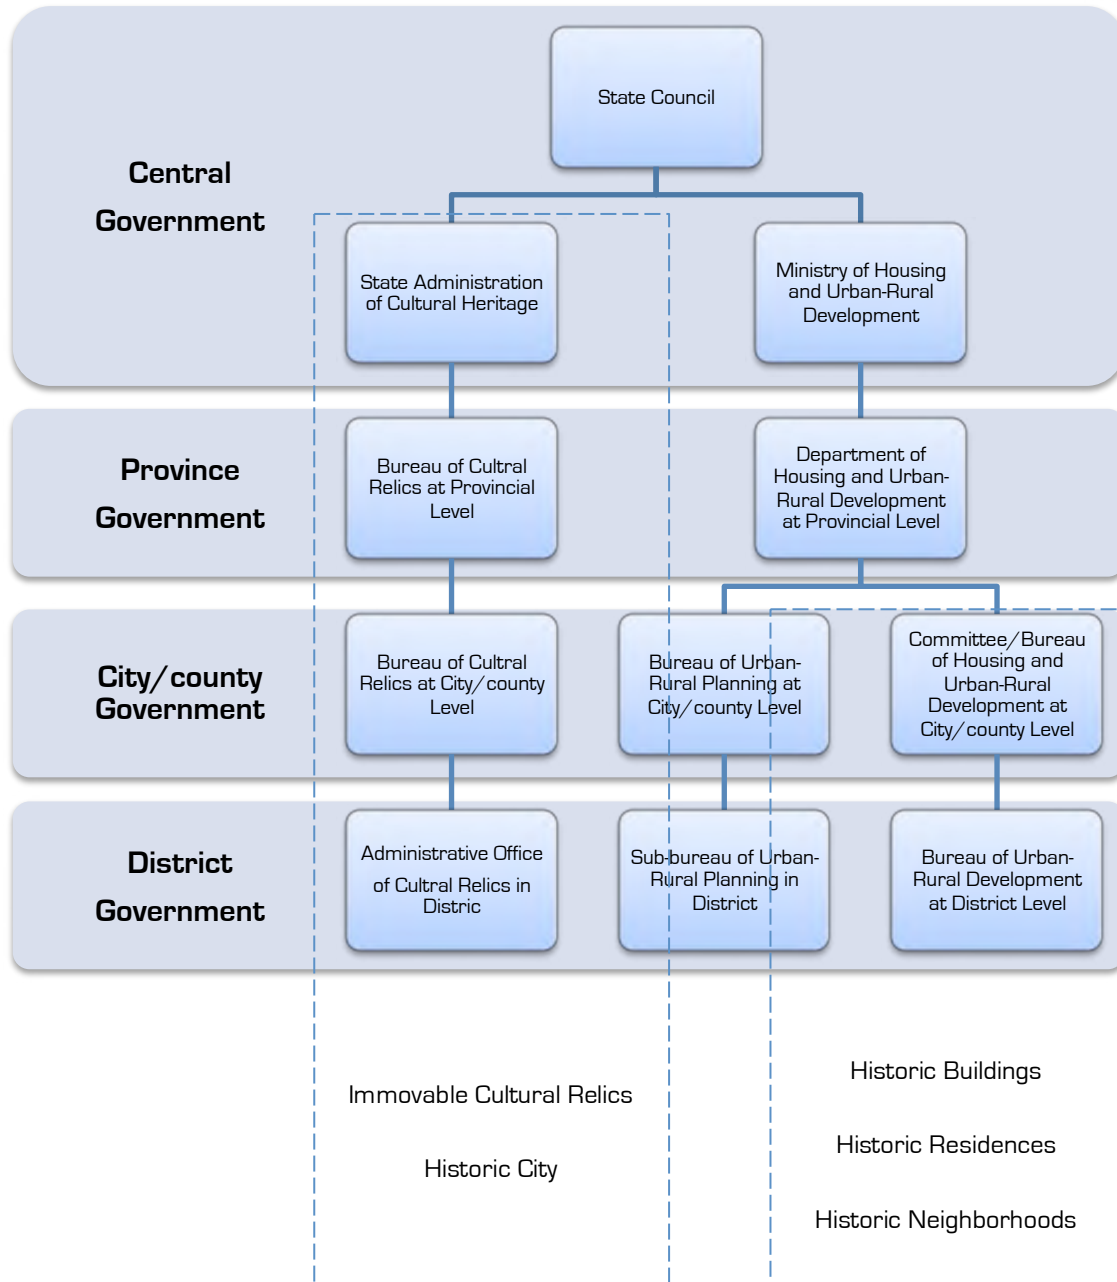 State Council
Central
Government
State Administration
of Cultural Heritage
Ministry of Housing
and Urban-Rural
Development
Province
Government
Bureau of Cultral
Relics at Provincial
Level
Department of
Housing and Urban-
Rural Development
at Provincial Level
City/county
Government
Bureau of Cultral
Relics at City/county
Level
Bureau of Urban-
Rural Planning at
City/county Level
Committee/Bureau
of Housing and
Urban-Rural
Development at
City/county Level
District
Government
Administrative Office
of Cultral Relics in
Distric
Sub-bureau of Urban-
Rural Planning in
District
Bureau of Urban-
Rural Development
at District Level
Immovable Cultural Relics
Historic City
Historic Buildings
Historic Residences
Historic Neighborhoods